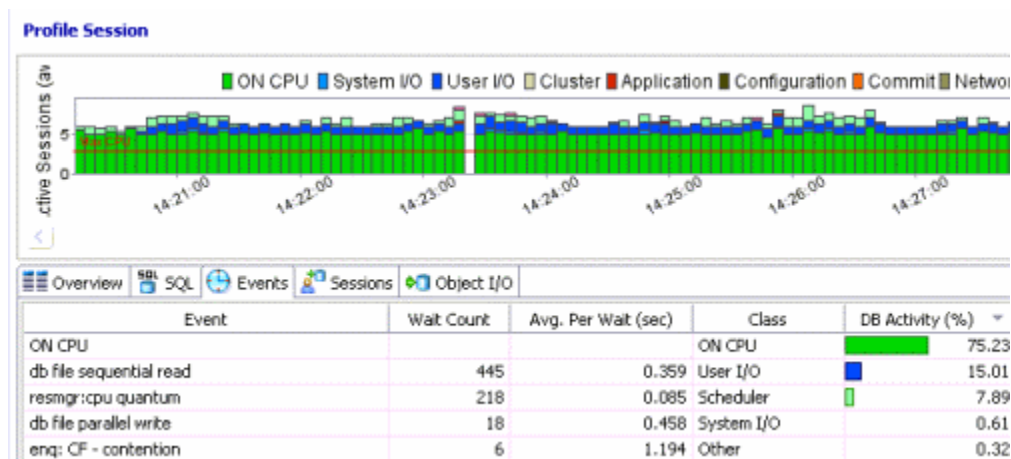 Profile Session
.ctive Sessions (av
ON CPU System I/O User I/O Cluster Application Configuration Commit Networ
5
Max CPU
0
14:21:00 14:22:00 14:23:00 14:24:00 14:25:00 14:26:00 14:27:00
Overview SQL SQL Events Sessions Object I/O
Event Wait Count Avg. Per Wait (sec) Class DB Activity (%)
ON CPU ON CPU 75.23
db file sequential read 445 0.359 User I/O 15.01
resmgr:cpu quantum 218 0.085 Scheduler 7.89
db file parallel write 18 0.458 System I/O 0.61
enq: CF - contention 6 1.194 Other 0.32